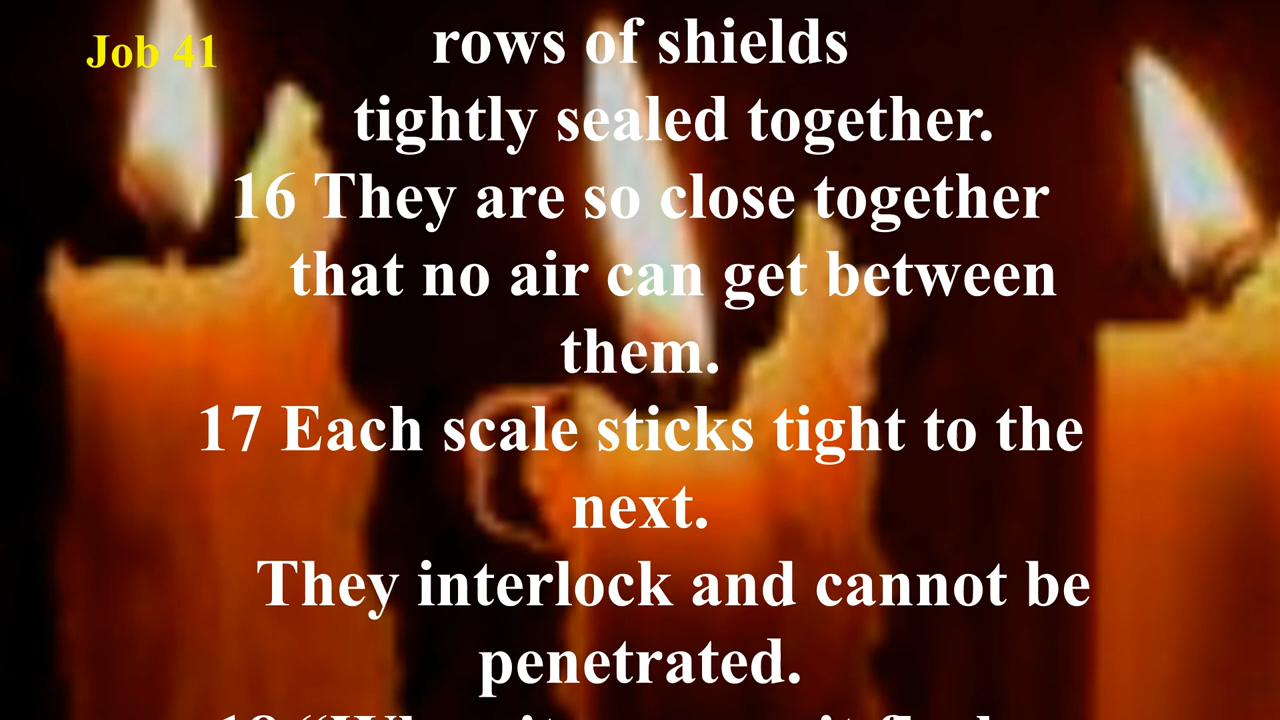 Job 41
rows of shields
tightly sealed together.
16 They are so close together
that no air can get between
them.
17 Each scale sticks tight to the
next.
They interlock and cannot be
penetrated.